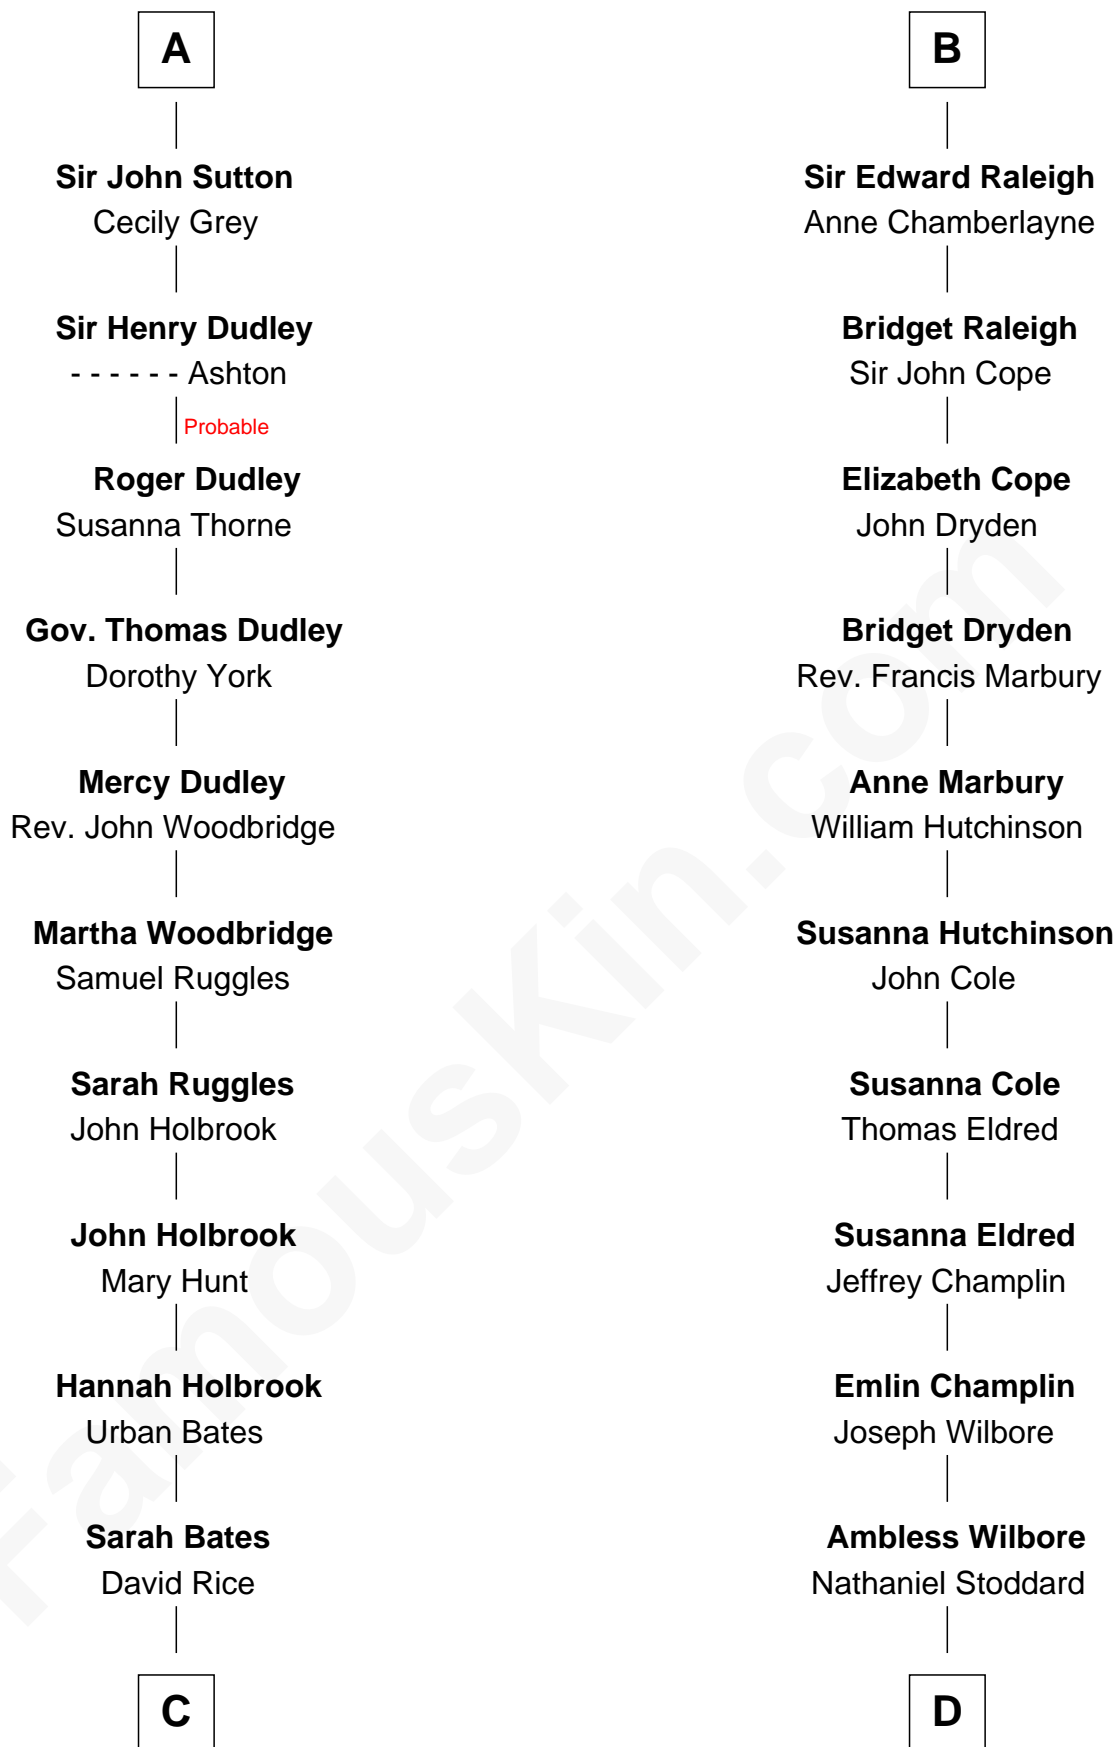 A
Sir John Sutton
Cecily Grey
Sir Henry Dudley
- - - - - - Ashton
Probable
Roger Dudley
Susanna Thorne
Gov. Thomas Dudley
Dorothy York
Mercy Dudley
Rev. John Woodbridge
Martha Woodbridge
Samuel Ruggles
Sarah Ruggles
John Holbrook
John Holbrook
Mary Hunt
Hannah Holbrook
Urban Bates
Sarah Bates
David Rice
C
B
Sir Edward Raleigh
Anne Chamberlayne
Bridget Raleigh
Sir John Cope
Elizabeth Cope
John Dryden
Bridget Dryden
Rev. Francis Marbury
Anne Marbury
William Hutchinson
Susanna Hutchinson
John Cole
Susanna Cole
Thomas Eldred
Susanna Eldred
Jeffrey Champlin
Emlin Champlin
Joseph Wilbore
Ambless Wilbore
Nathaniel Stoddard
D
FamousKin.com